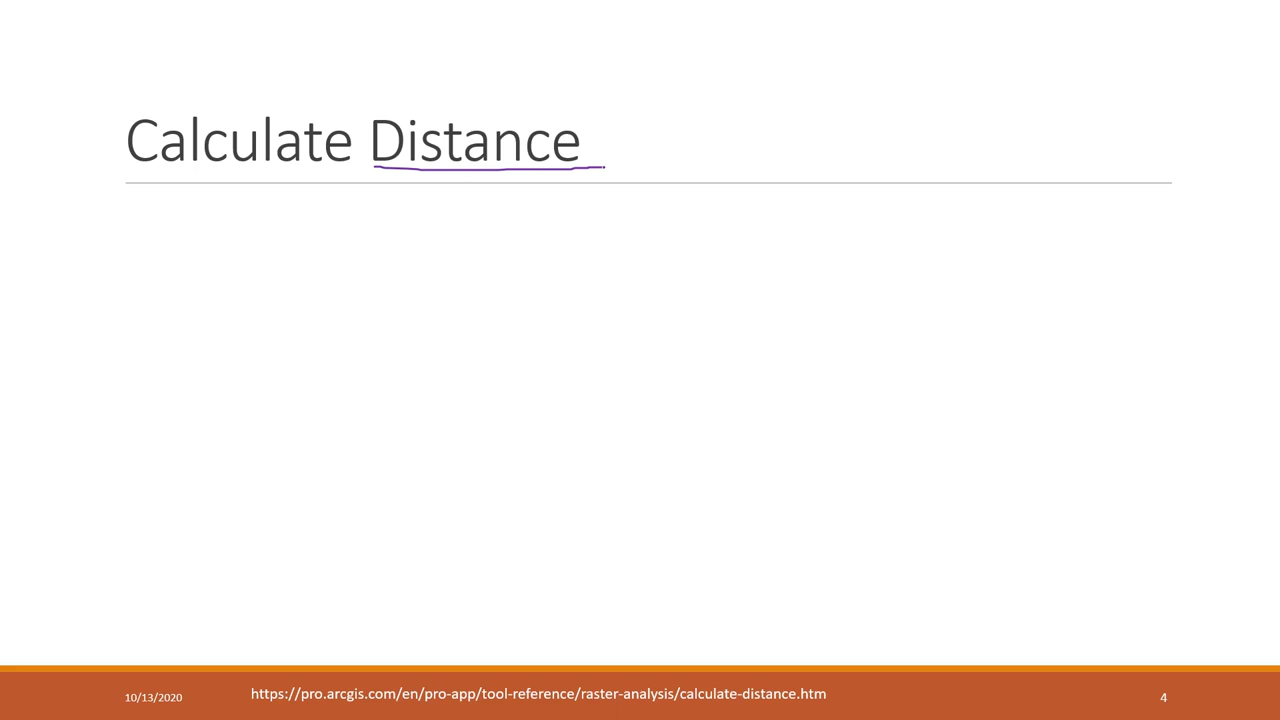 Calculate Distance
10/13/2020
https://pro.arcgis.com/en/pro-app/tool-reference/raster-analysis/calculate-distance.htm
4